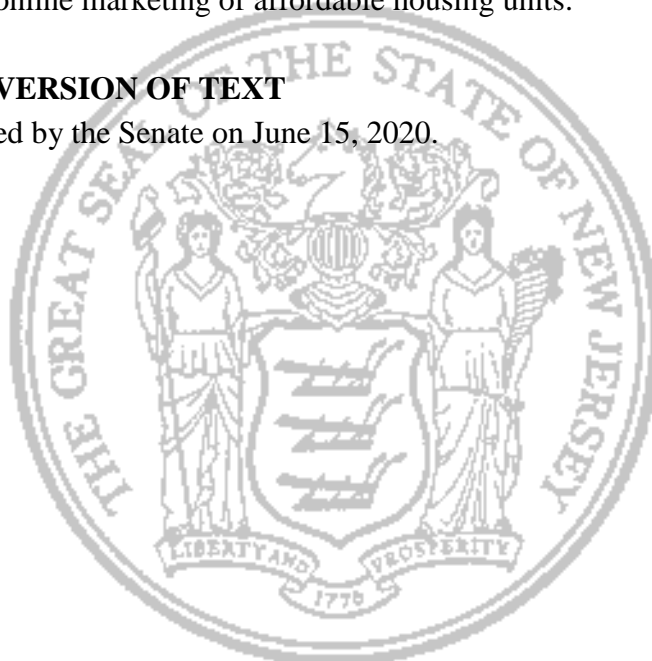 online marketing of affordable housing units.
VERSION OF TEXT
ed by the Senate on June 15, 2020.
THE GREAT SEAL OF THE STATE OF NEW JERSEY
LIBERTY AND PROSPERITY
1776